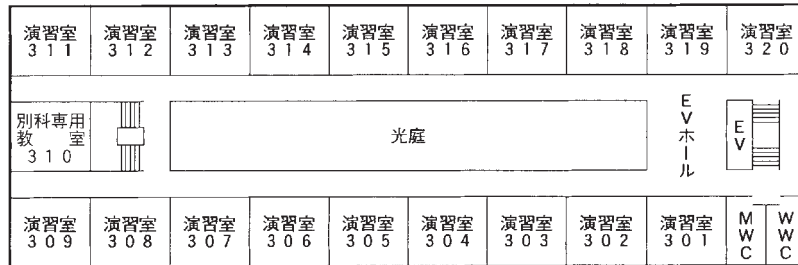 演習室 演習室 演習室 演習室 演習室 演習室 演習室 演習室 演習室 演習室
311 312 313 314 315 316 317 318 319 320
別科専用
教室
310
光庭
EVホール
EV
演習室 演習室 演習室 演習室 演習室 演習室 演習室 演習室 演習室
309 308 307 306 305 304 303 302 301
MWC
WWC